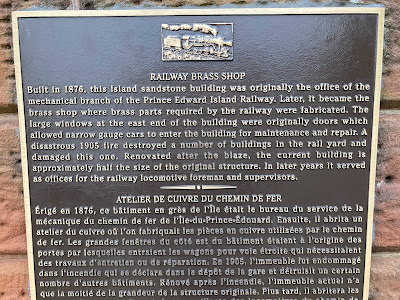 RAILWAY BRASS SHOP
Built in 1876, this Island sandstone building was originally the office of the
mechanical branch of the Prince Edward Island Railway. Later, it became the
brass shop where brass parts required by the railway were fabricated. The
large windows at the east end of the building were originally doors which
allowed narrow gauge cars to enter the building for maintenance and repair. A
disastrous 1905 fire destroyed a number of buildings in the rail yard and
damaged this one. Renovated after the blaze, the current building is
approximately half the size of the original structure. In later years it served
as offices for the railway locomotive foreman and supervisors.
ATELIER DE CUIVRE DU CHEMIN DE FER
Érigé en 1876, ce bâtiment en grès de l'Île était le bureau du service de la
mécanique du chemin de fer de l'Île-du-Prince-Édouard. Ensuite, il abrita un
atelier du cuivre où l'on fabriquait les pièces en cuivre utilisées par le chemin
de fer. Les grandes fenêtres du côté est du bâtiment étaient à l'origine des
portes par lesquelles entraient les wagons pour voie étroite qui nécessitaient
des travaux d'entretien ou de réparation. En 1905, l'immeuble fut endommagé
dans l'incendie qui se déclara dans le dépôt de la gare et détruisit un certain
nombre d'autres bâtiments. Rénové après l'incendie, l'immeuble actuel n'a
que la moitié de la grandeur de la structure originale. Plus tard, il abritera les